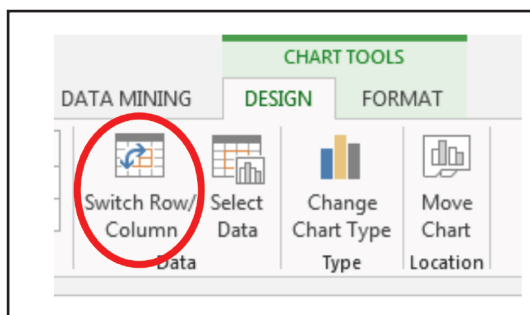 CHART TOOLS
DATA MINING DESIGN FORMAT
Switch Row/ Select Change Move
Column Data Chart Type Chart
Data Type Location